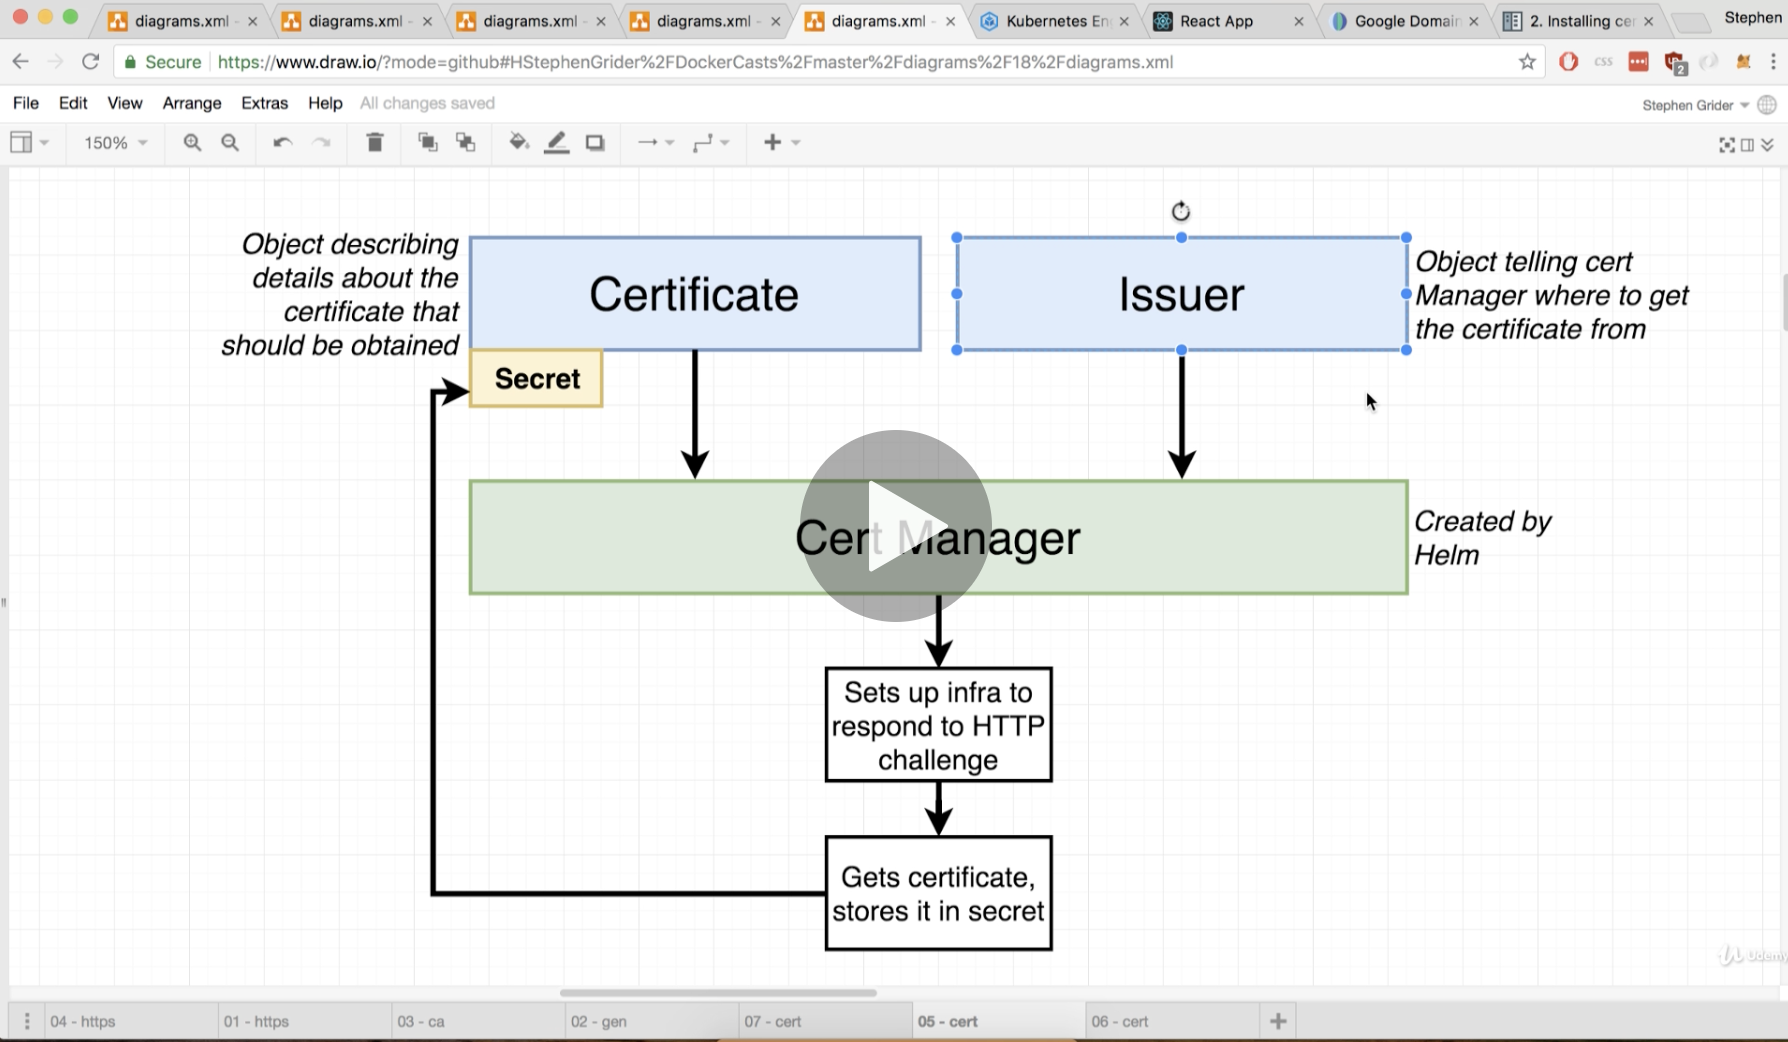 diagrams.xml -
diagrams.xml -
diagrams.xml -
diagrams.xml -
diagrams.xml -
Kubernetes En
React App
Google Domain
2. Installing cer
Stephen
Secure
https://www.draw.io/?mode=github#HStephenGrider%2FDockerCasts%2Fmaster%2Fdiagrams%2F18%2Fdiagrams.xml
css
2
File Edit View Arrange Extras Help All changes saved
Stephen Grider
150%
Object describing
details about the
certificate that
should be obtained
Certificate
Secret
Issuer
Object telling cert
Manager where to get
the certificate from
Cert Manager
Created by
Helm
Sets up infra to
respond to HTTP
challenge
Gets certificate,
stores it in secret
Udemy
04 - https
01 - https
03 - ca
02 - gen
07 - cert
05 - cert
06 - cert